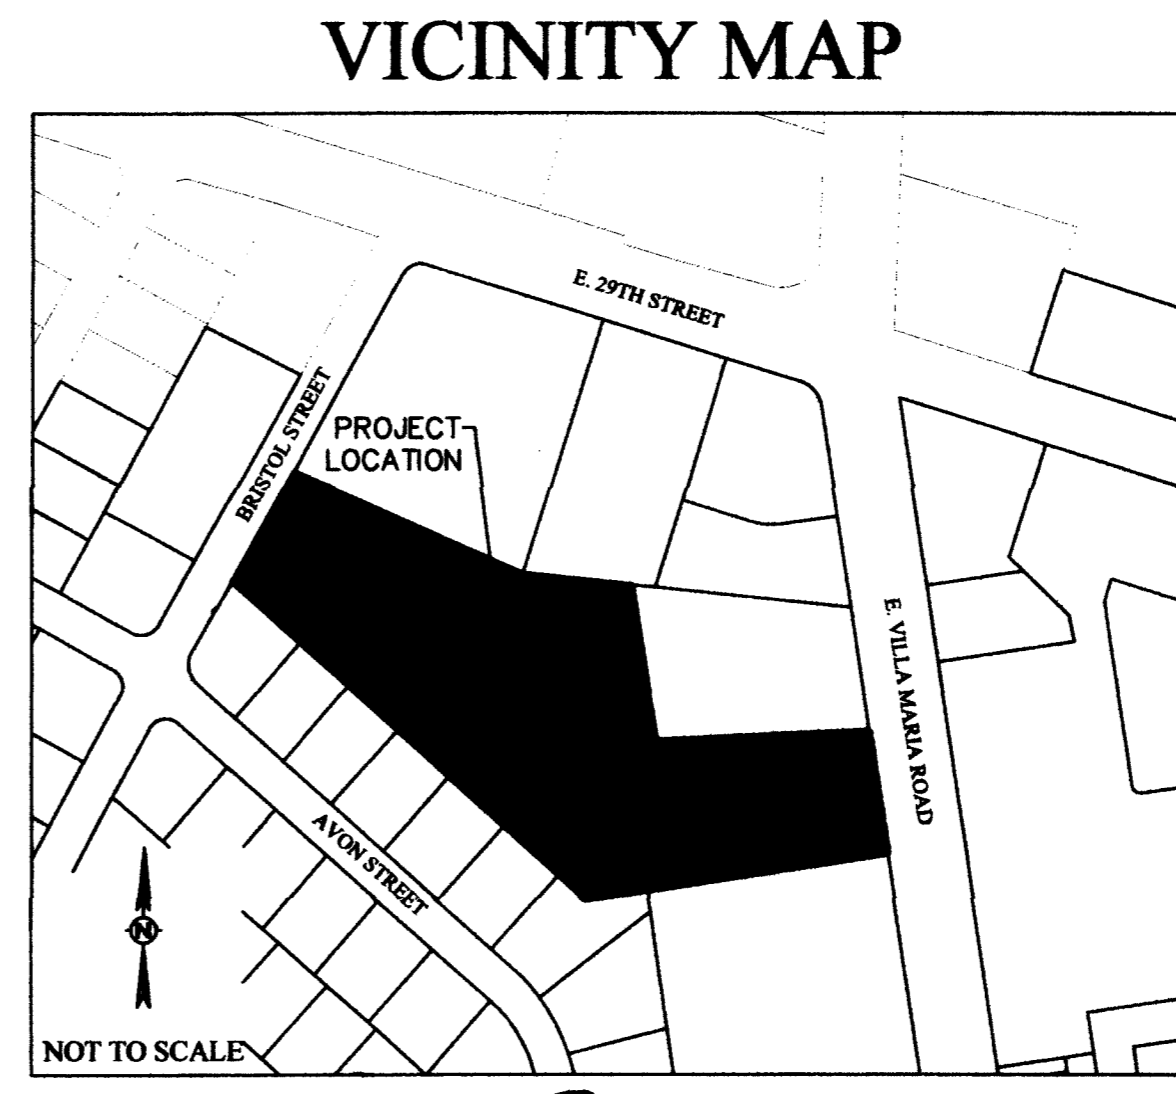 VICINITY MAP
E. 29TH STREET
BRISTOL STREET
PROJECT
LOCATION
E. VILLA MARIA ROAD
AVON STREET
N
NOT TO SCALE